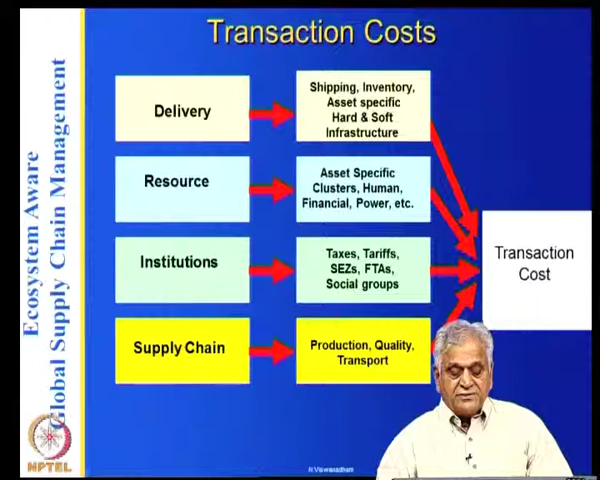 Transaction Costs
Ecosystem Aware
Global Supply Chain Management
Delivery
Shipping, Inventory,
Asset specific
Hard & Soft
Infrastructure
Resource
Asset Specific
Clusters, Human,
Financial, Power, etc.
Institutions
Taxes, Tariffs,
SEZs, FTAs,
Social groups
Supply Chain
Production, Quality,
Transport
Transaction
Cost
NPTEL
N.Viswanadham